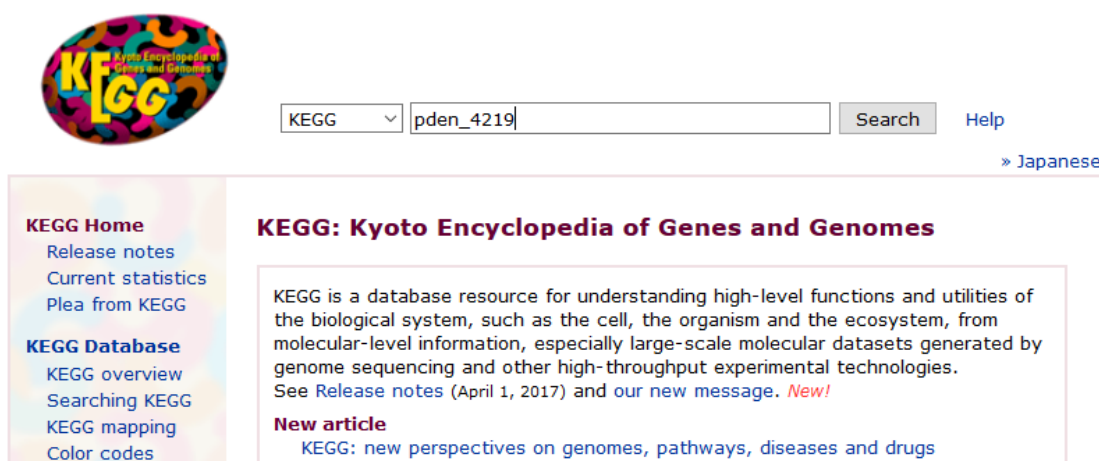 Kyoto Encyclopedia of
Genes and Genomes
KEGG
KEGG pden_4219 Search Help
» Japanese
KEGG Home
Release notes
Current statistics
Plea from KEGG
KEGG Database
KEGG overview
Searching KEGG
KEGG mapping
Color codes
KEGG: Kyoto Encyclopedia of Genes and Genomes
KEGG is a database resource for understanding high-level functions and utilities of
the biological system, such as the cell, the organism and the ecosystem, from
molecular-level information, especially large-scale molecular datasets generated by
genome sequencing and other high-throughput experimental technologies.
See Release notes (April 1, 2017) and our new message. New!
New article
KEGG: new perspectives on genomes, pathways, diseases and drugs